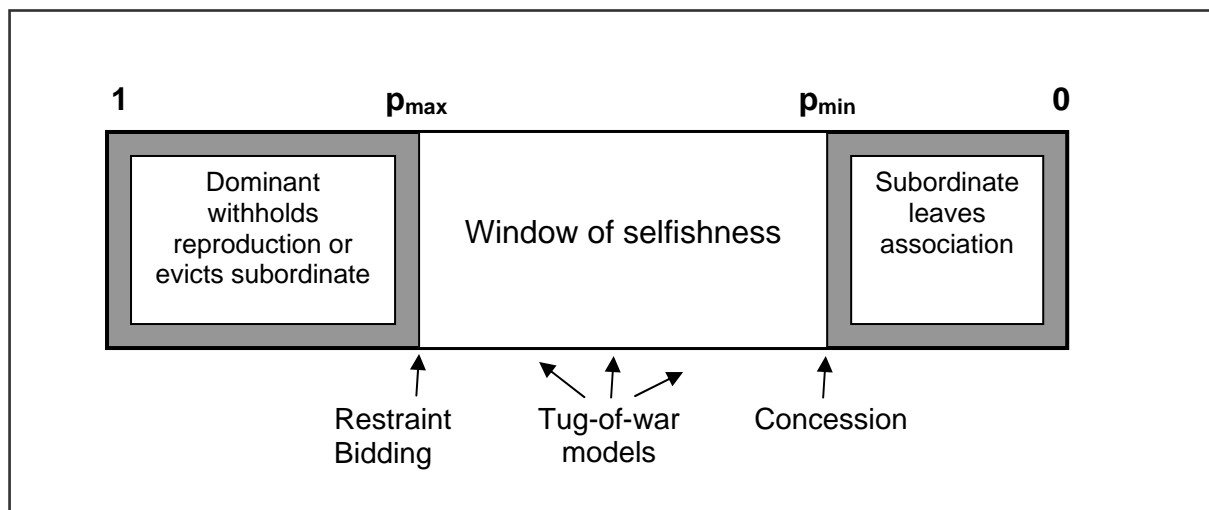 1 pmax pmin 0
Dominant
withholds
reproduction or
evicts subordinate
Window of selfishness
Subordinate
leaves
association
Restraint
Bidding
Tug-of-war
models
Concession